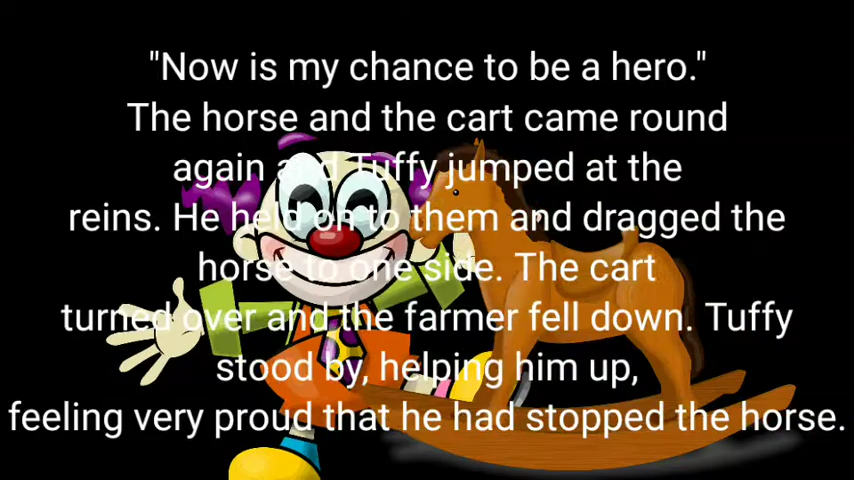 "Now is my chance to be a hero."
The horse and the cart came round
again and Tuffy jumped at the
reins. He held on to them and dragged the
horse to one side. The cart
turned over and the farmer fell down. Tuffy
stood by, helping him up,
feeling very proud that he had stopped the horse.